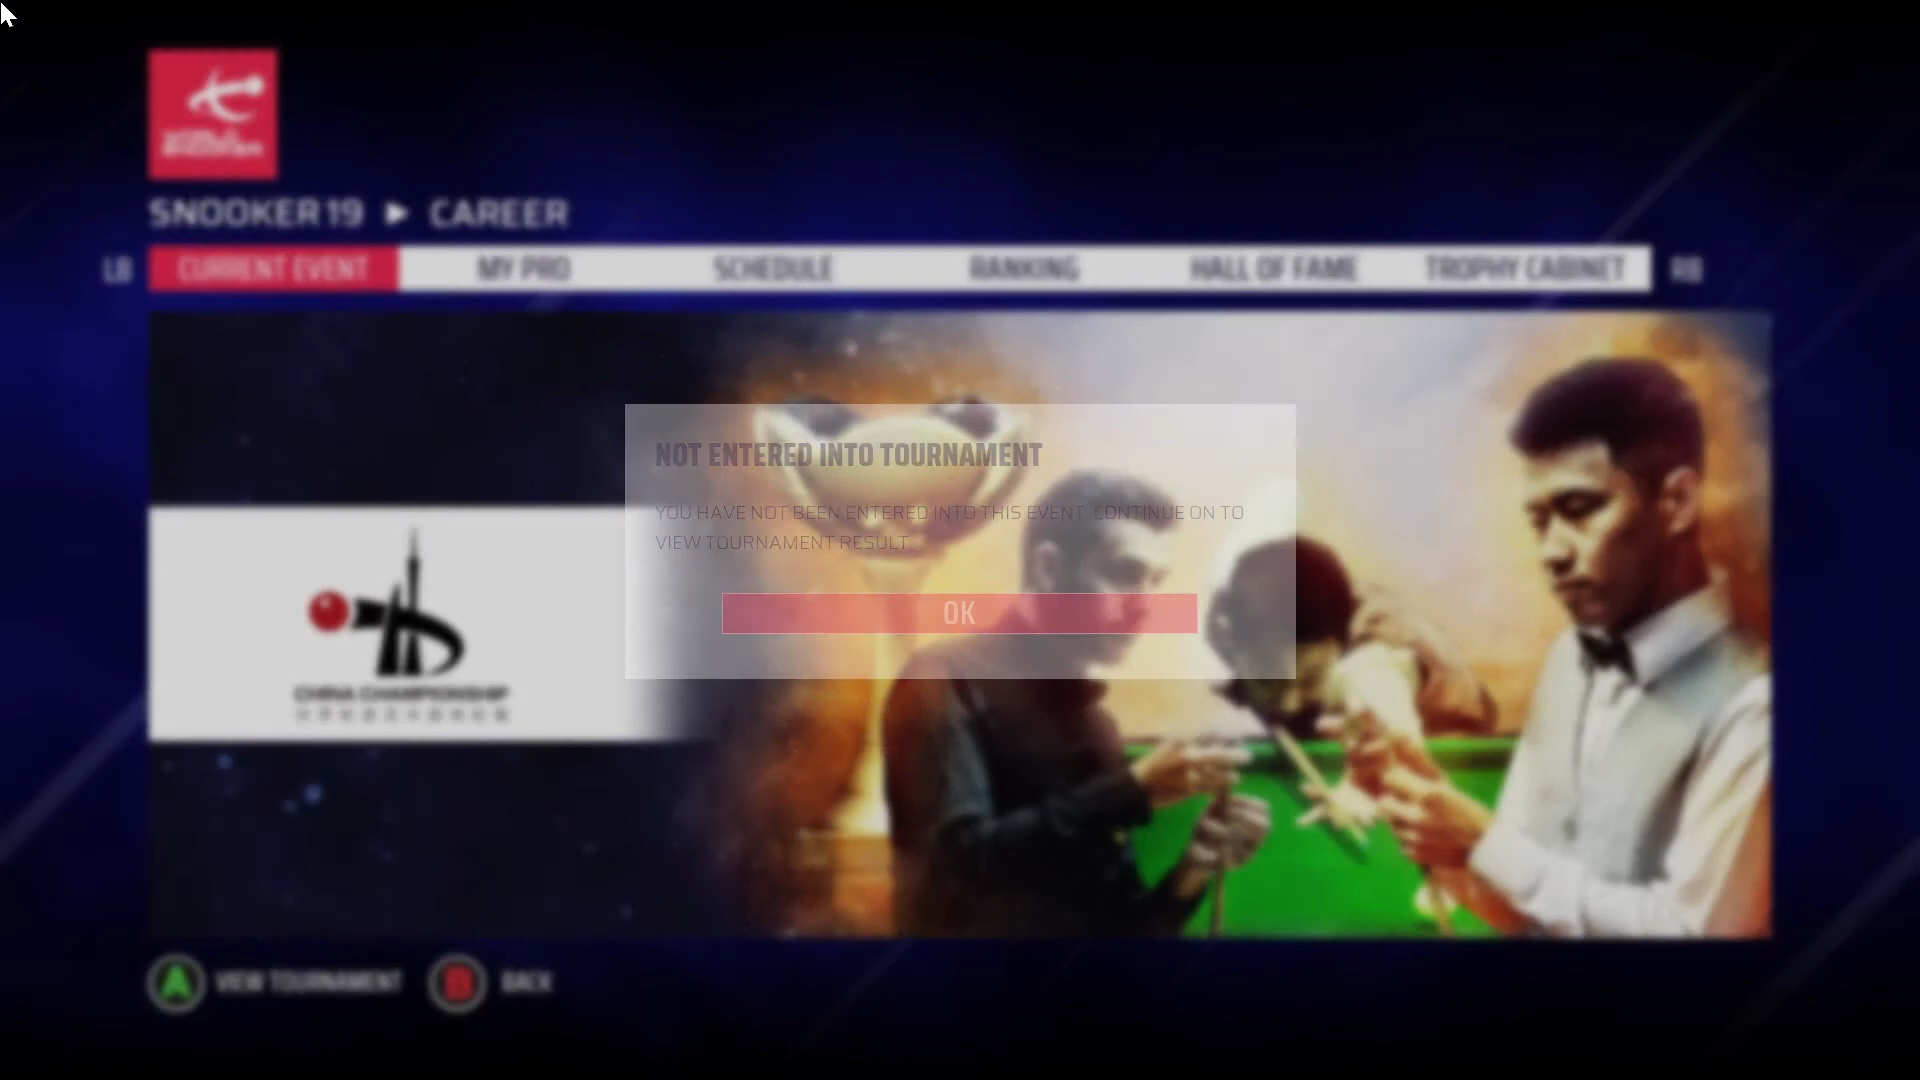 SNOOKER 19 ► CAREER
LB CURRENT EVENT MY PRO SCHEDULE RANKING HALL OF FAME TROPHY CABINET RB
NOT ENTERED INTO TOURNAMENT
YOU HAVE NOT BEEN ENTERED INTO THIS EVENT. CONTINUE ON TO
VIEW TOURNAMENT RESULT.
OK
CHINA CHAMPIONSHIP
A VIEW TOURNAMENT B BACK